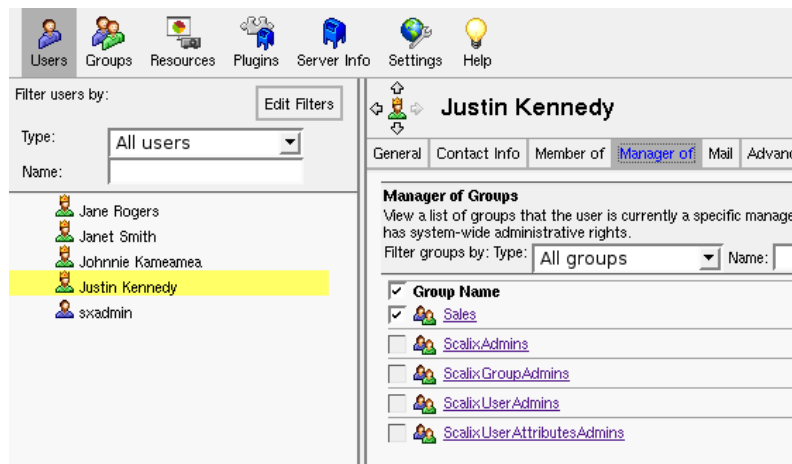 Users Groups Resources Plugins Server Info Settings Help
Filter users by:
Edit Filters
Type:
All users
Name:
Jane Rogers
Janet Smith
Johnnie Kameamea
Justin Kennedy
sxadmin
Justin Kennedy
General Contact Info Member of Manager of Mail Advanc
Manager of Groups
View a list of groups that the user is currently a specific manage
has system-wide administrative rights.
Filter groups by: Type: All groups Name:
Group Name
Sales
ScalixAdmins
ScalixGroupAdmins
ScalixUserAdmins
ScalixUserAttributesAdmins